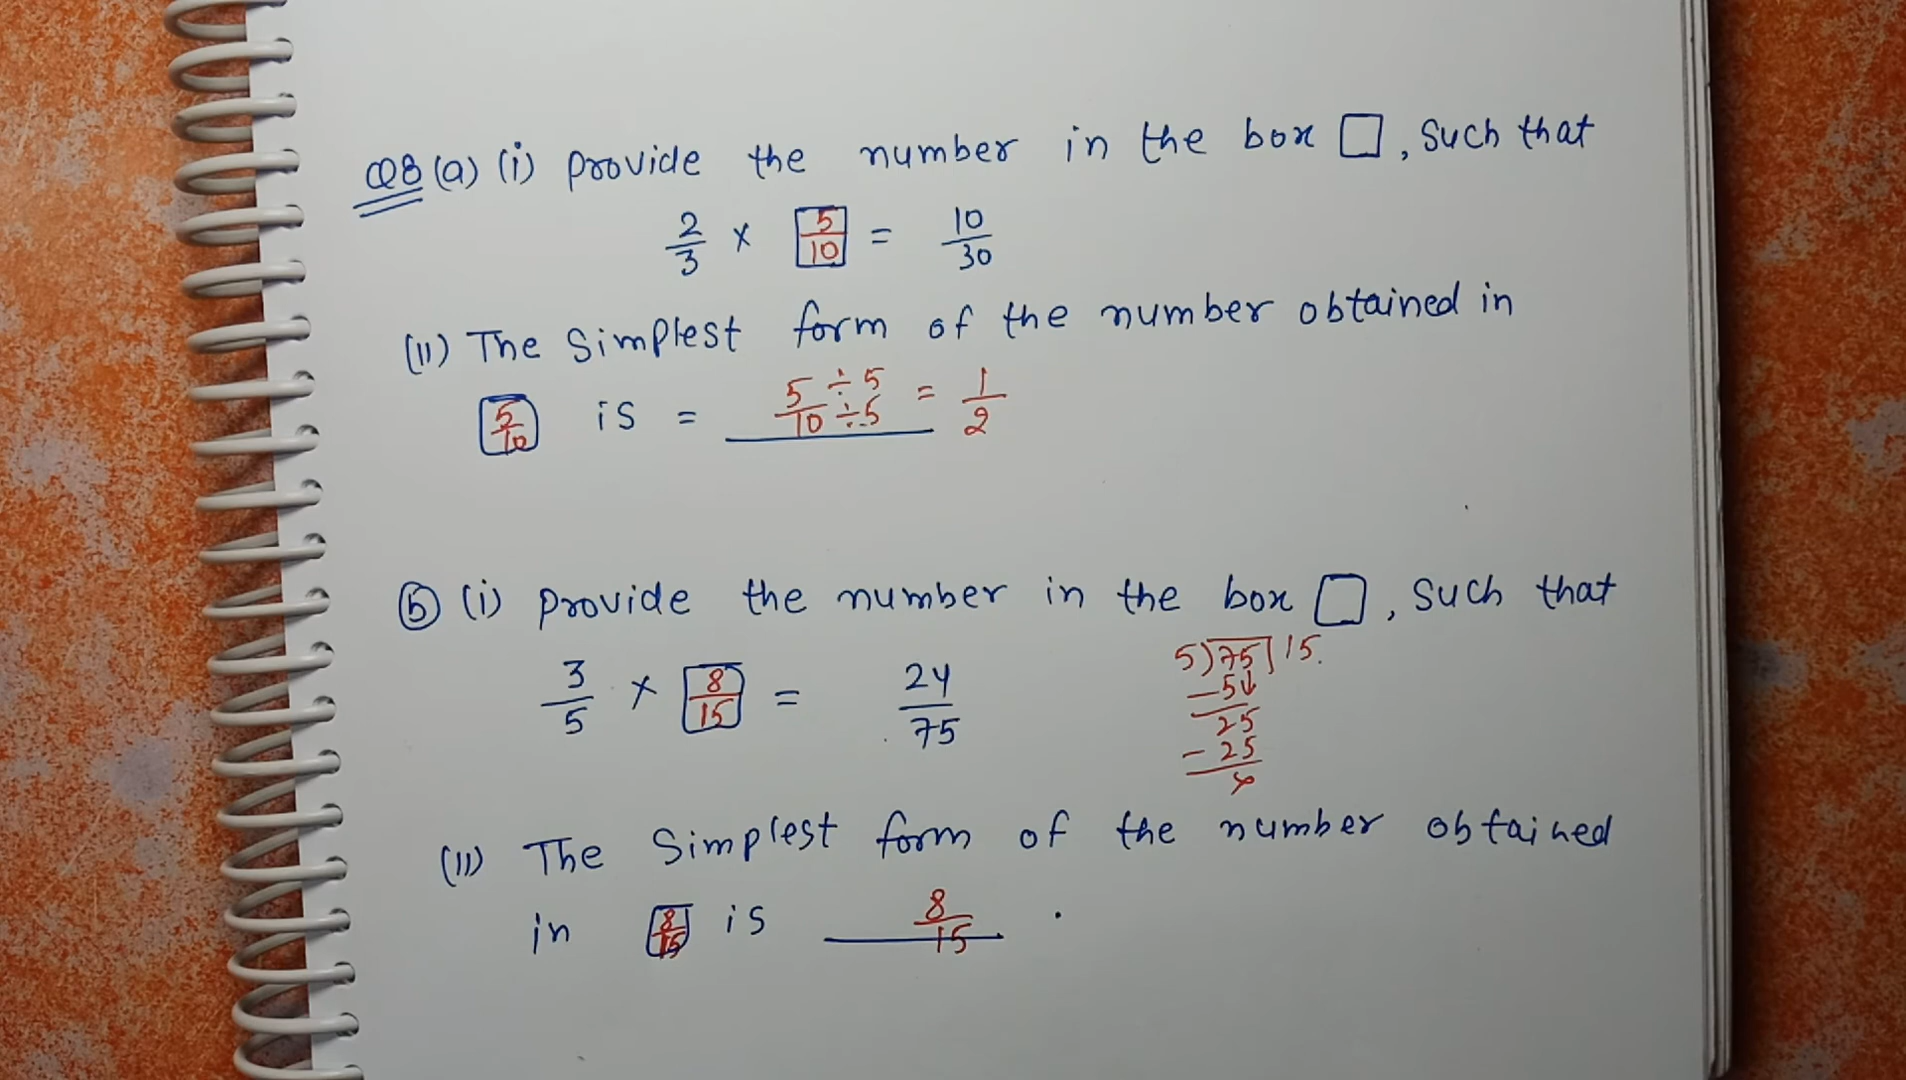 Q8 (a) (i) provide the number in the box □, such that
2/3 × 5/10 = 10/30
(ii) The simplest form of the number obtained in
5/10 is = 5÷5/10÷5 = 1/2
(b) (i) provide the number in the box □, such that
3/5 × 8/15 = 24/75
5)75(15.
-5↓
25
-25
×
(ii) The simplest form of the number obtained
in 8/15 is 8/15 .